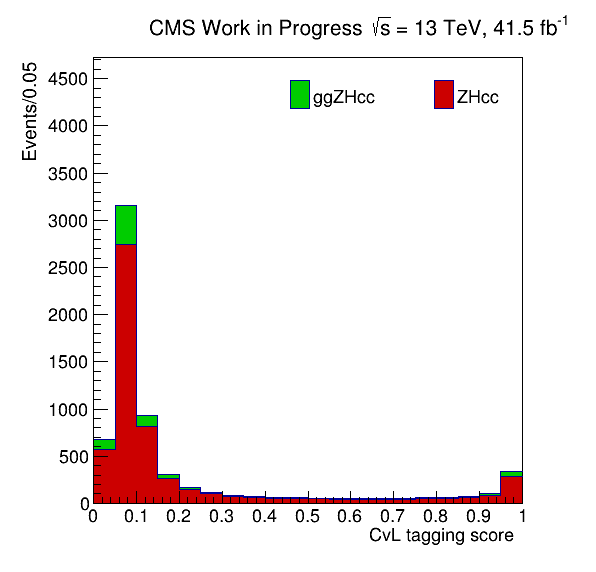 CMS Work in Progress √s = 13 TeV, 41.5 fb⁻¹
Events/0.05
ggZHcc ZHcc
4500
4000
3500
3000
2500
2000
1500
1000
500
0
0 0.1 0.2 0.3 0.4 0.5 0.6 0.7 0.8 0.9 1
CvL tagging score